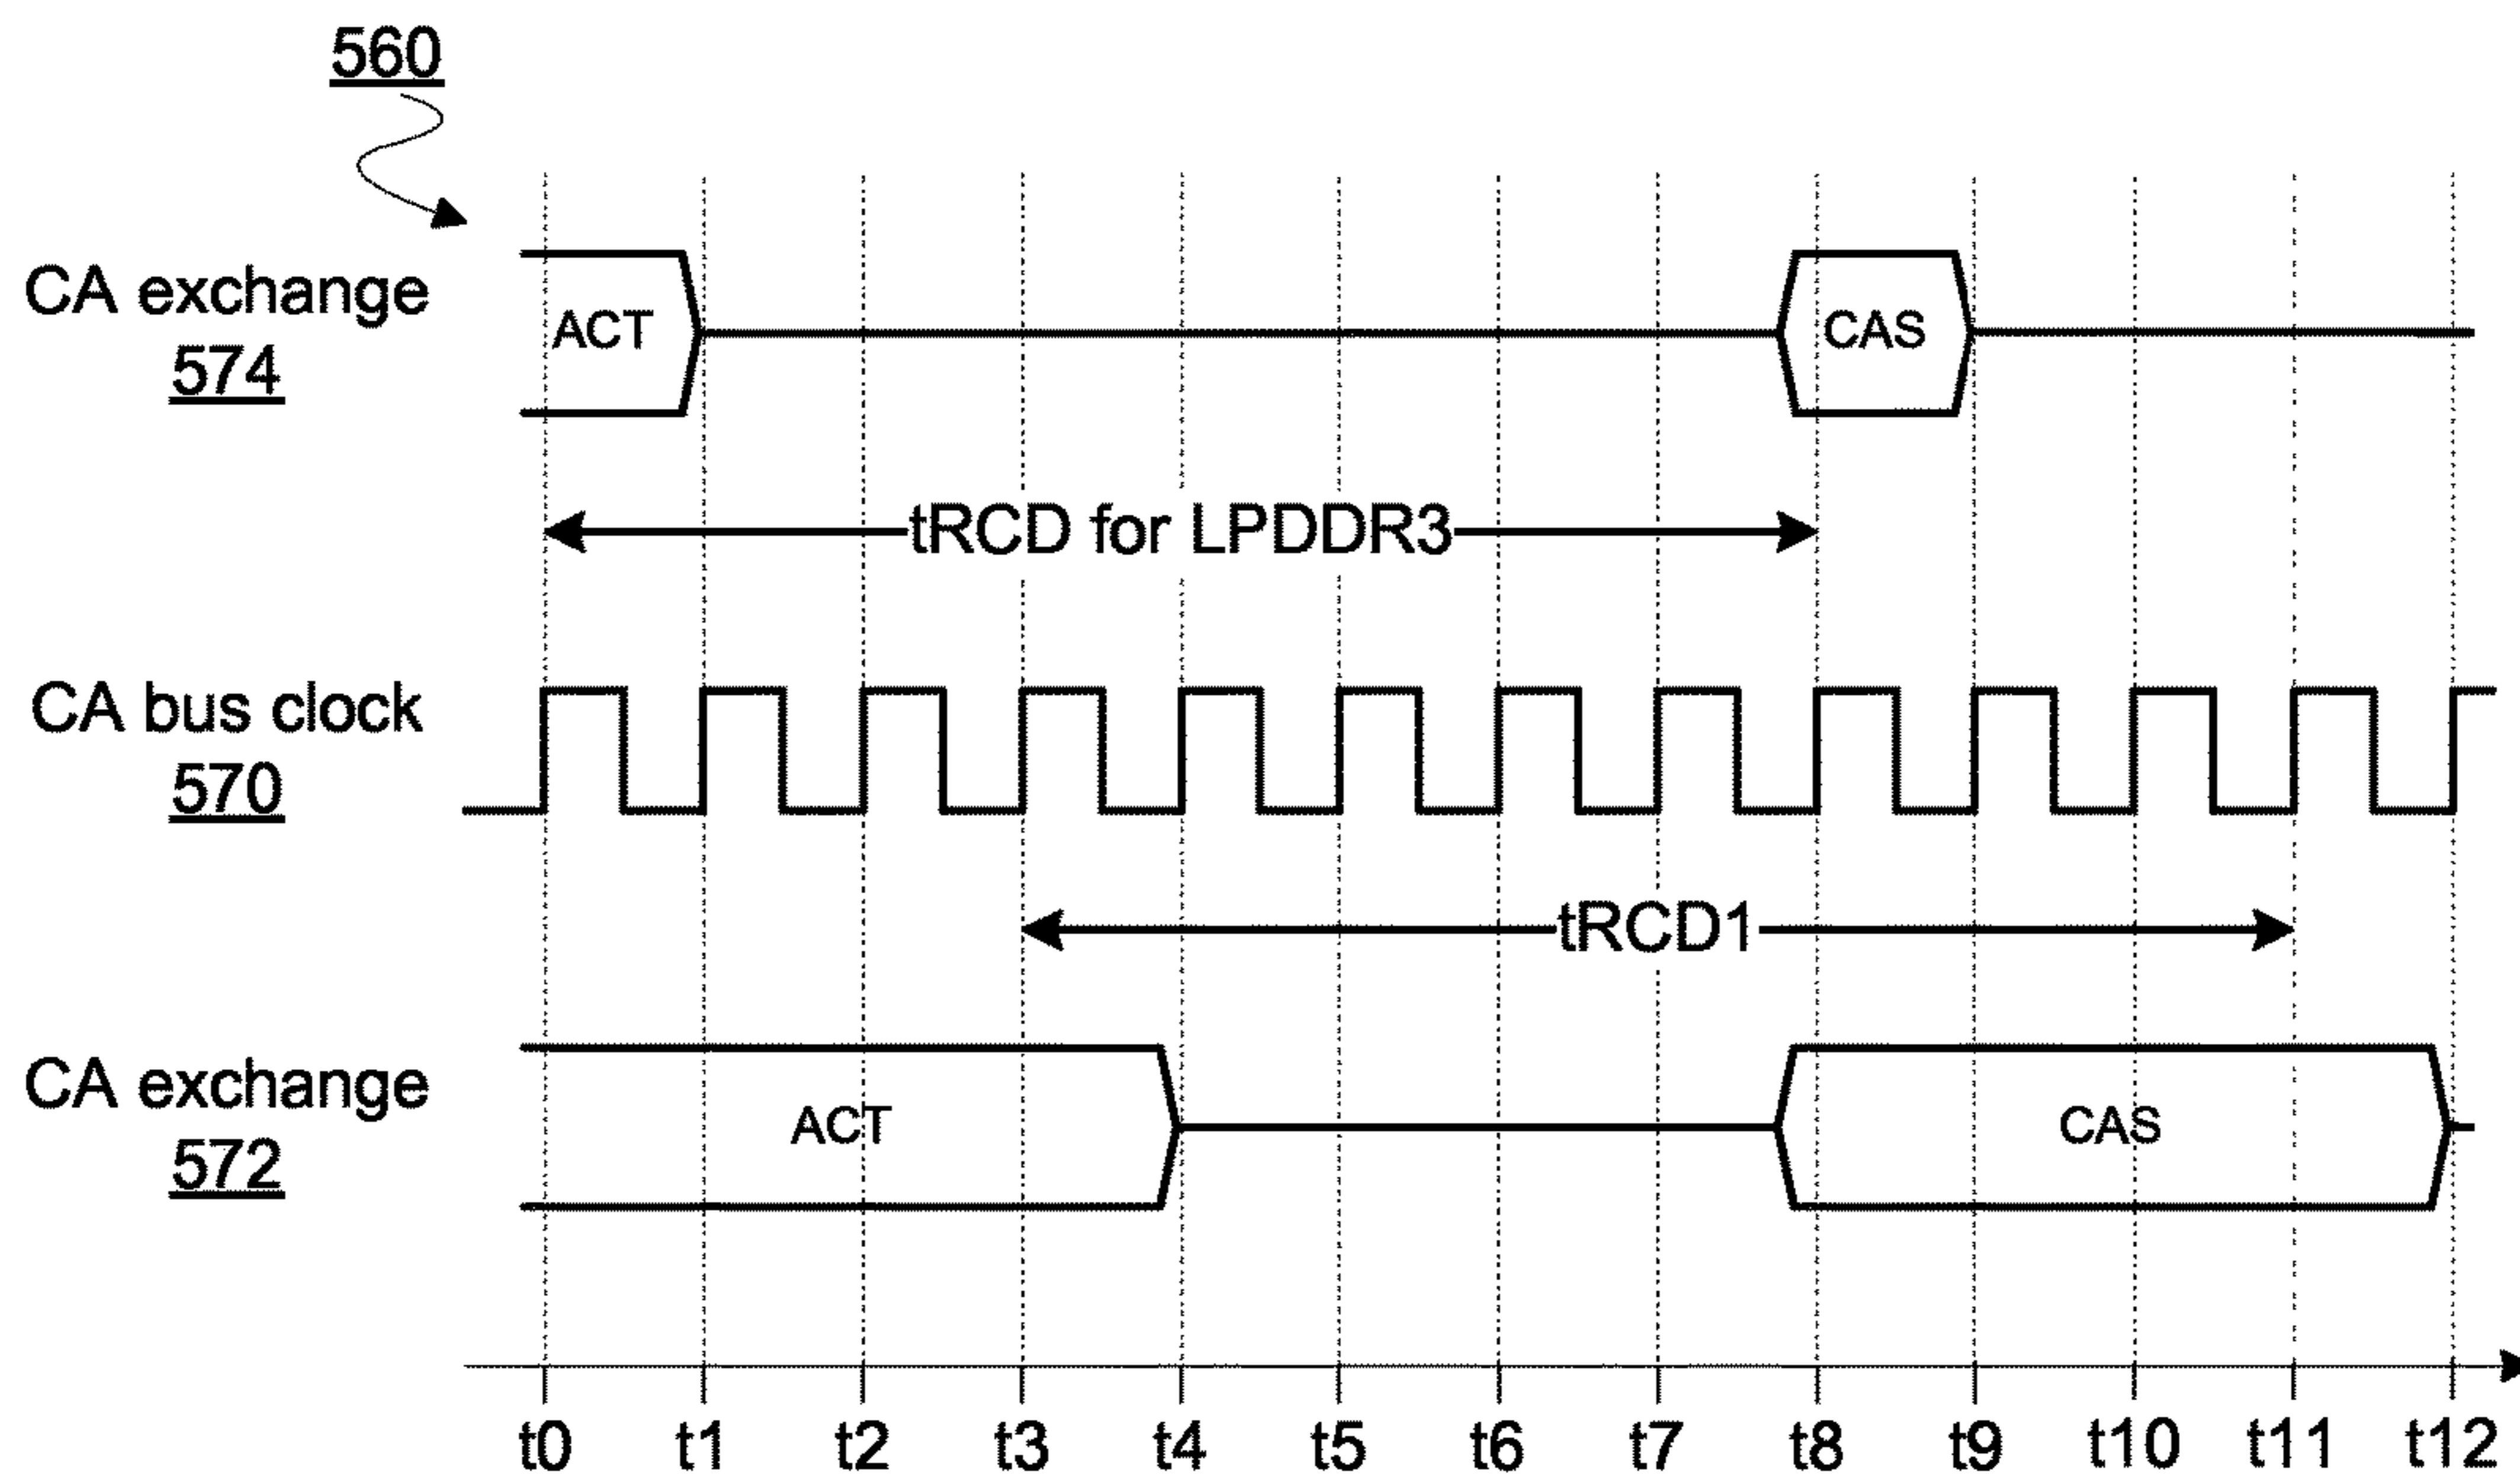 560
CA exchange
574
ACT
CAS
tRCD for LPDDR3
CA bus clock
570
tRCD1
CA exchange
572
ACT
CAS
t0 t1 t2 t3 t4 t5 t6 t7 t8 t9 t10 t11 t12